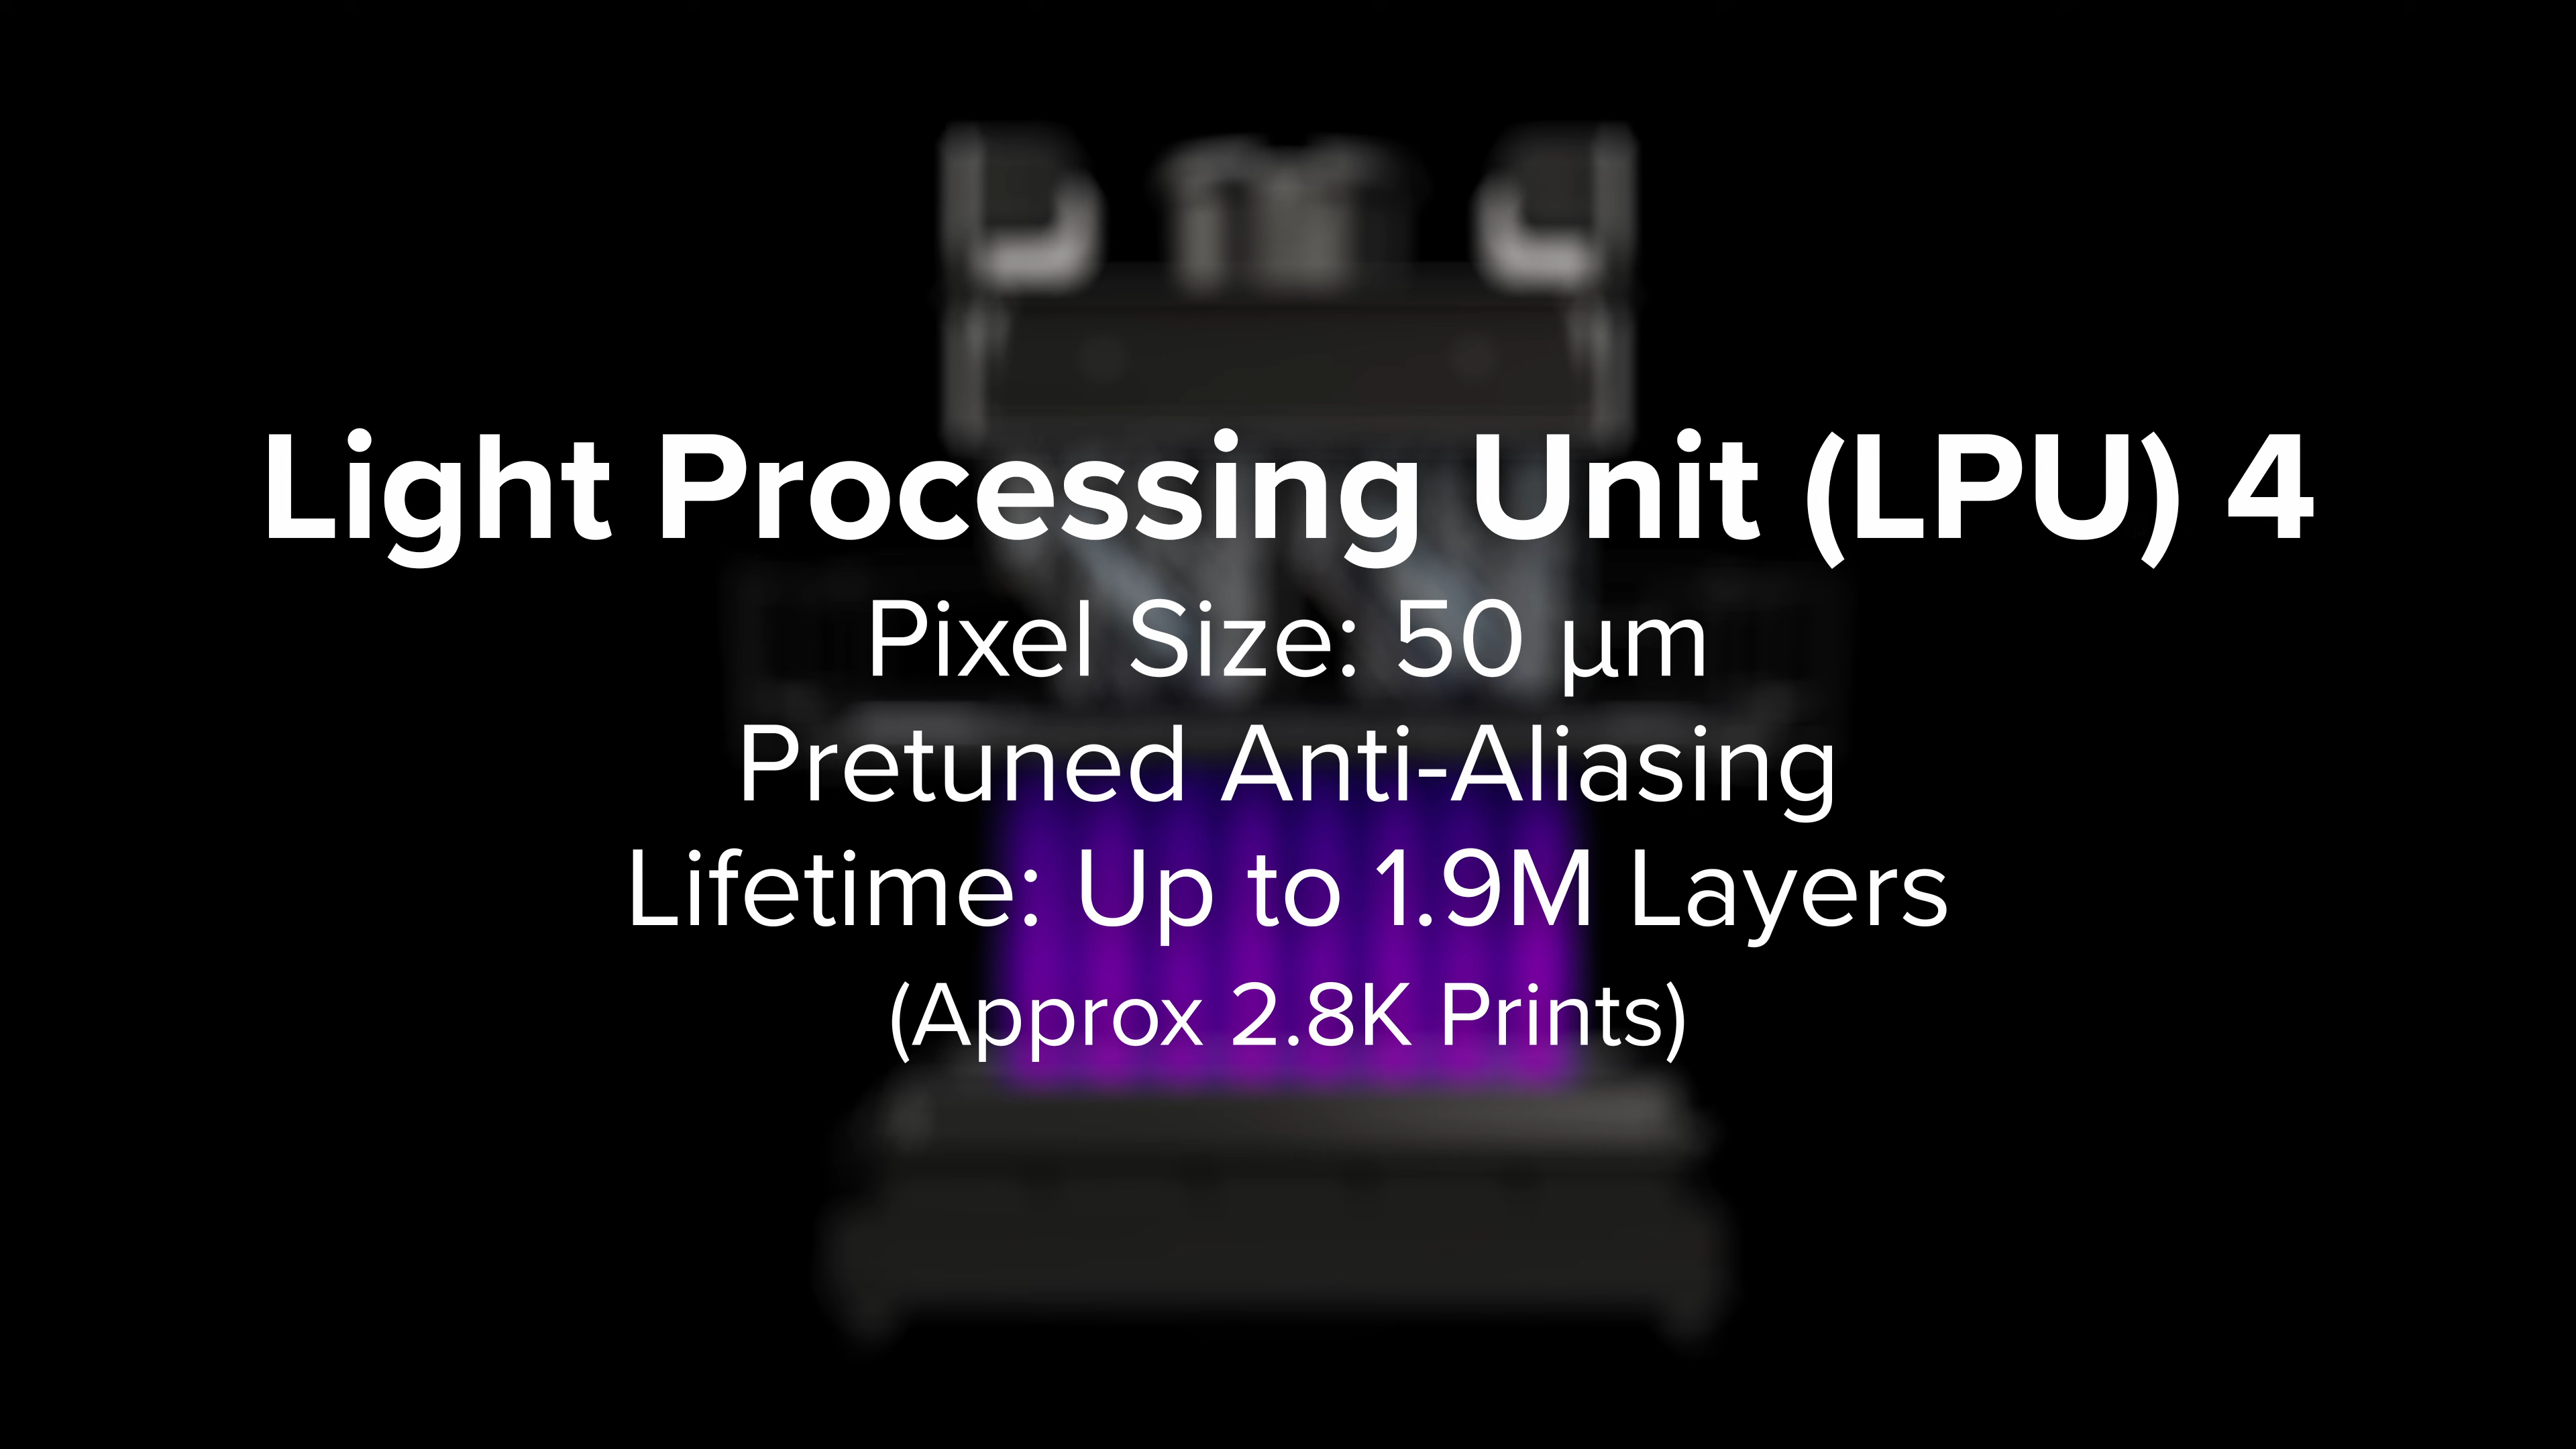 Light Processing Unit (LPU) 4
Pixel Size: 50 µm
Pretuned Anti-Aliasing
Lifetime: Up to 1.9M Layers
(Approx 2.8K Prints)